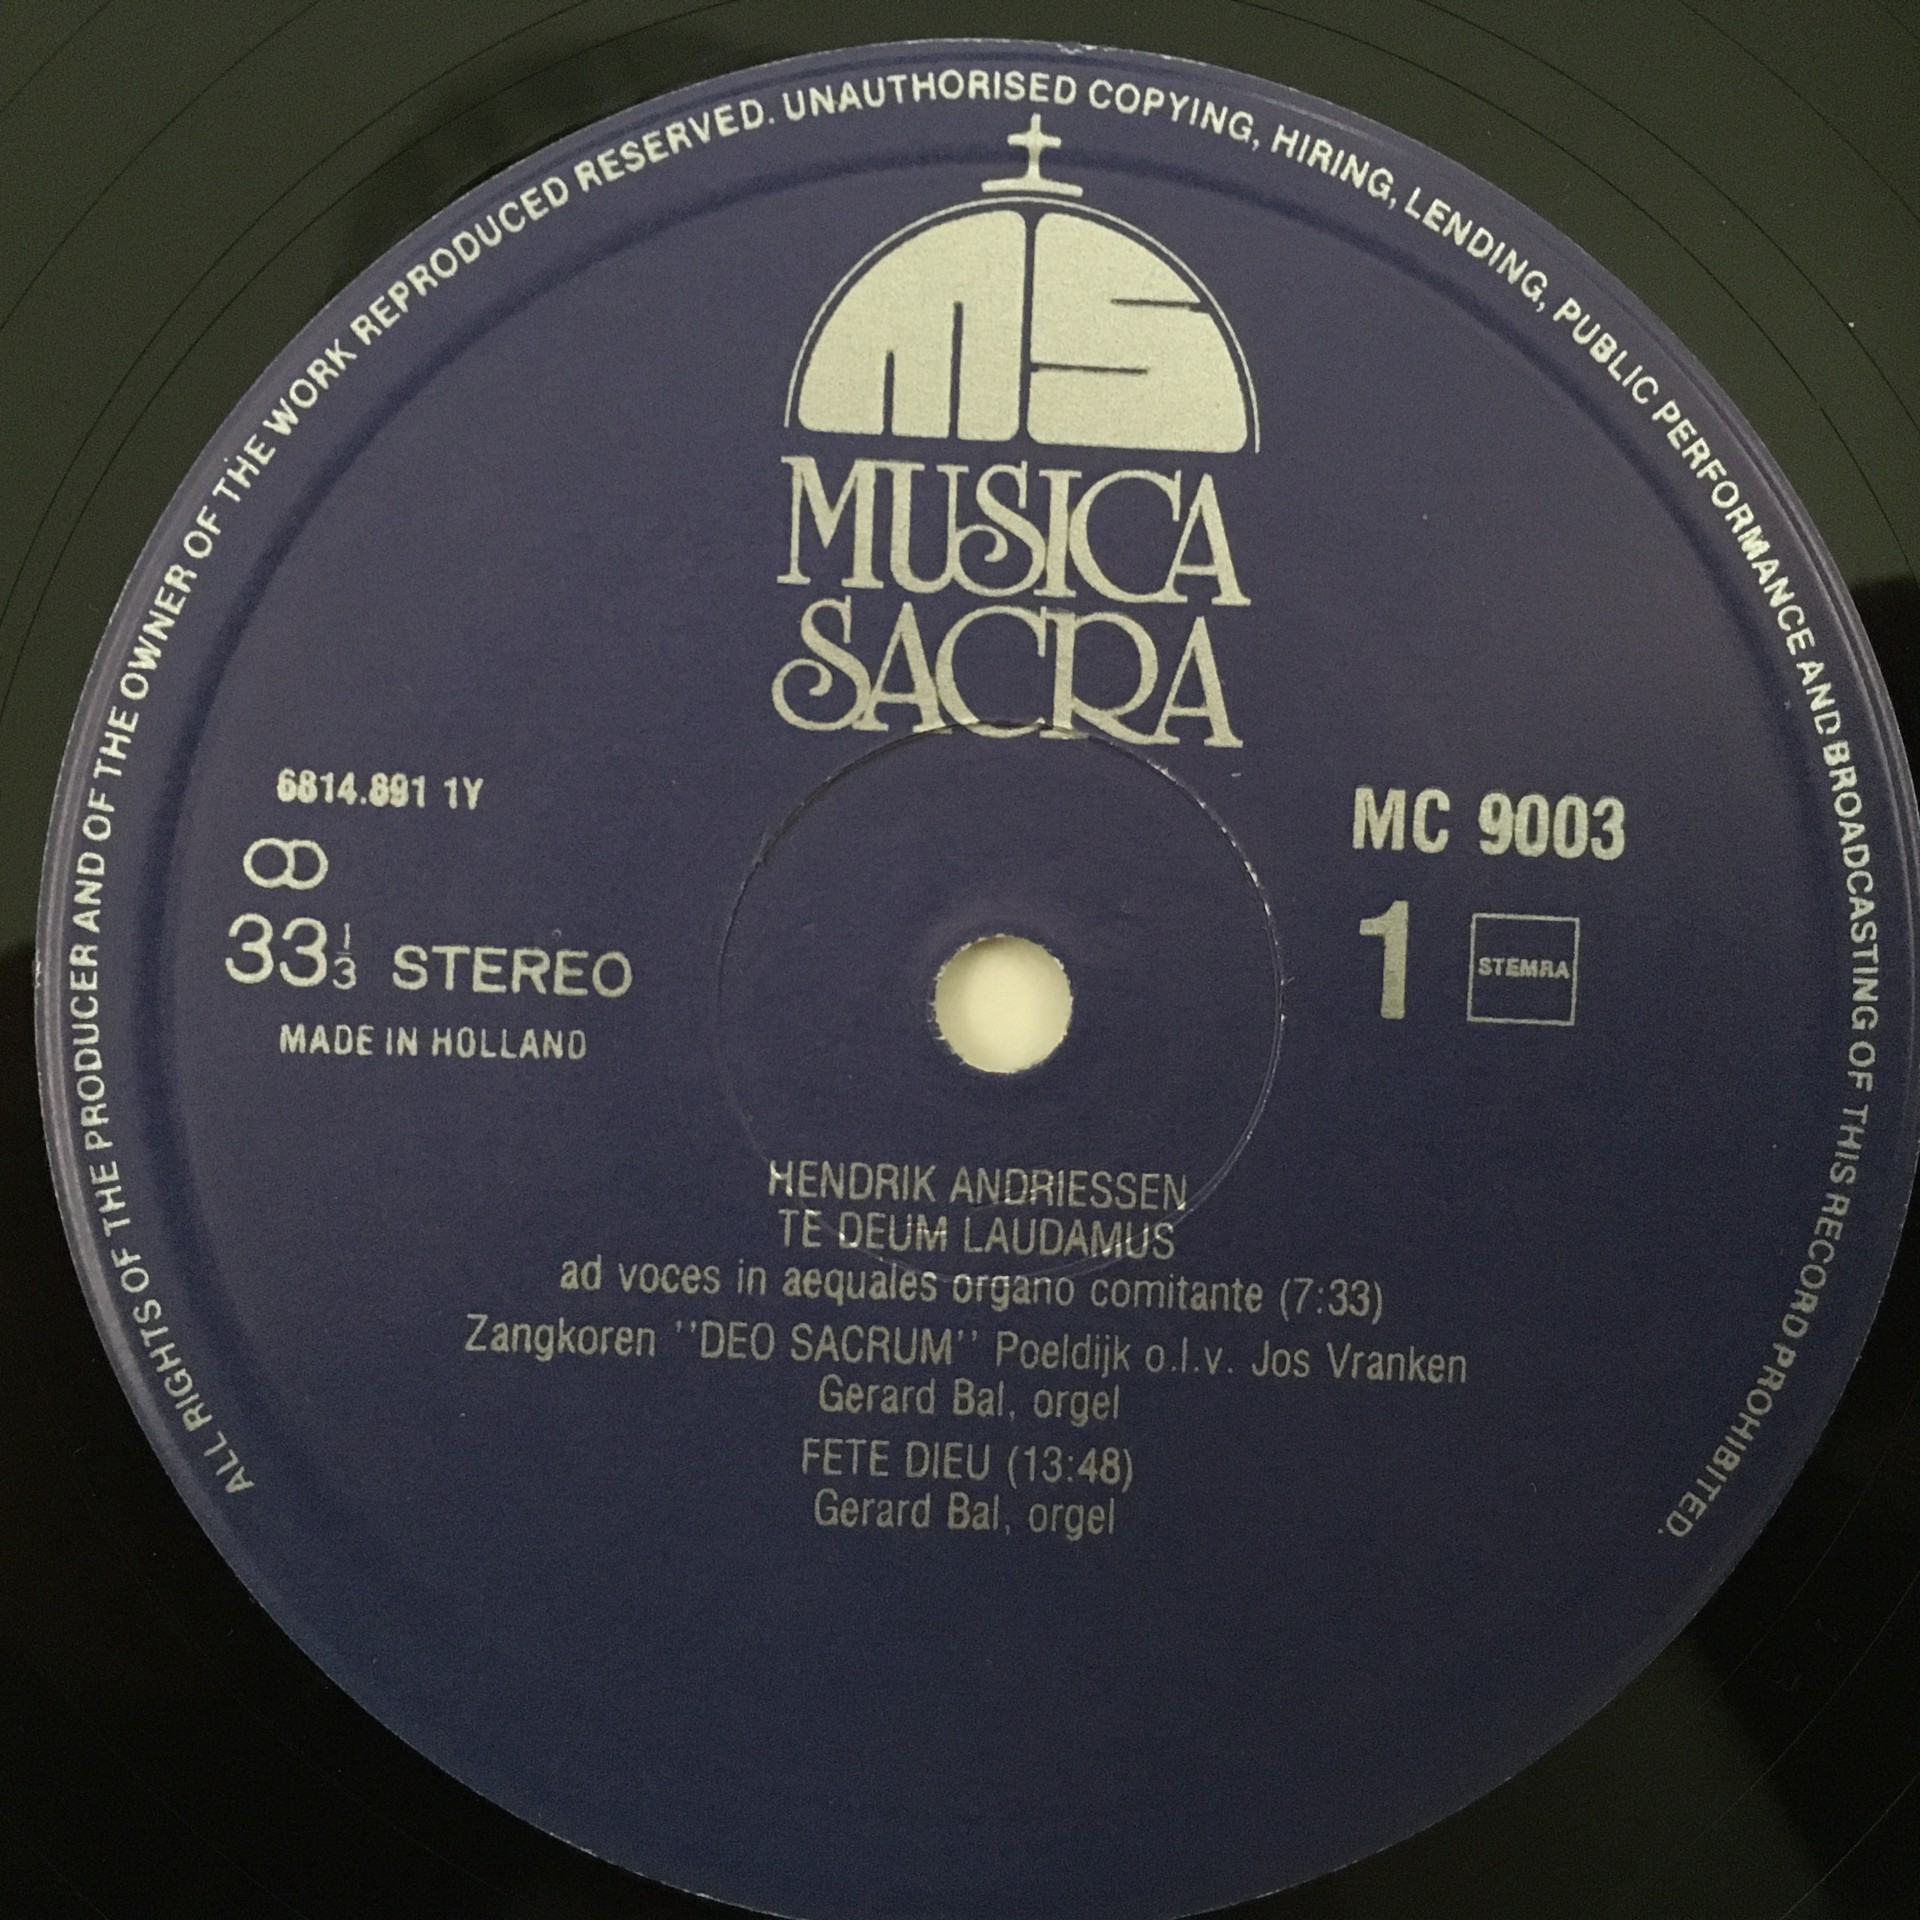 ALL RIGHTS OF THE PRODUCER AND OF THE OWNER OF THE WORK REPRODUCED RESERVED. UNAUTHORISED COPYING, HIRING, LENDING, PUBLIC PERFORMANCE AND BROADCASTING OF THIS RECORD PROHIBITED.
MS
MUSICA
SACRA
6814.891 1Y
33 1/3 STEREO
MADE IN HOLLAND
MC 9003
1 STEMRA
HENDRIK ANDRIESSEN
TE DEUM LAUDAMUS
ad voces in aequales organo comitante (7:33)
Zangkoren "DEO SACRUM" Poeldijk o.l.v. Jos Vranken
Gerard Bal, orgel
FETE DIEU (13:48)
Gerard Bal, orgel